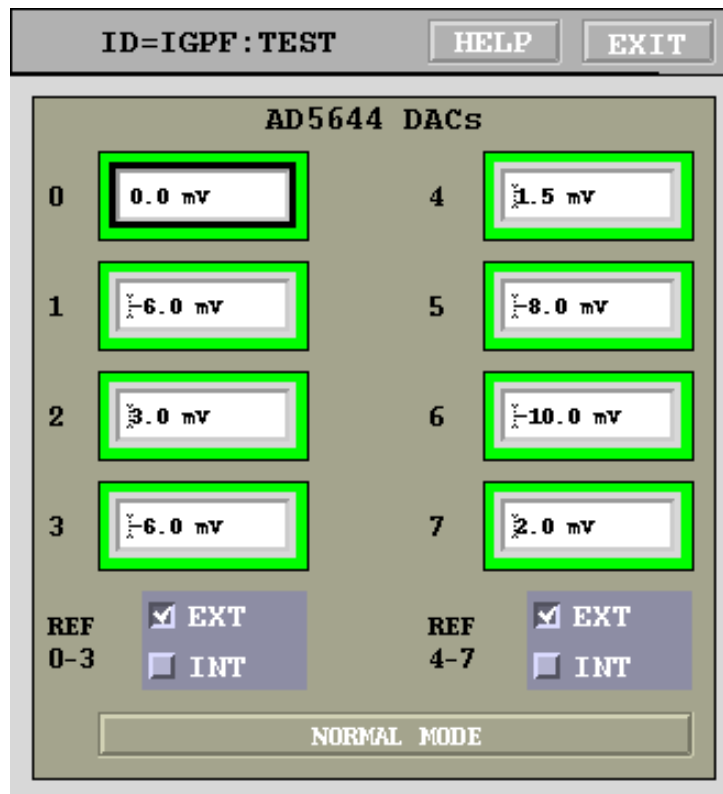 ID=IGPF:TEST HELP EXIT
AD5644 DACs
0 0.0 mV 4 1.5 mV
1 -6.0 mV 5 -8.0 mV
2 3.0 mV 6 -10.0 mV
3 -6.0 mV 7 2.0 mV
REF 0-3 EXT INT REF 4-7 EXT INT
NORMAL MODE